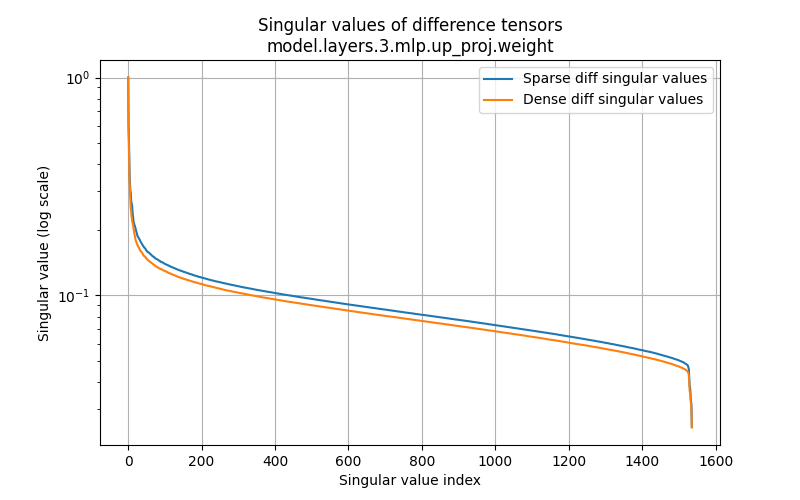 Singular values of difference tensors
model.layers.3.mlp.up_proj.weight
Sparse diff singular values
Dense diff singular values
Singular value (log scale)
10⁰
10⁻¹
0 200 400 600 800 1000 1200 1400 1600
Singular value index